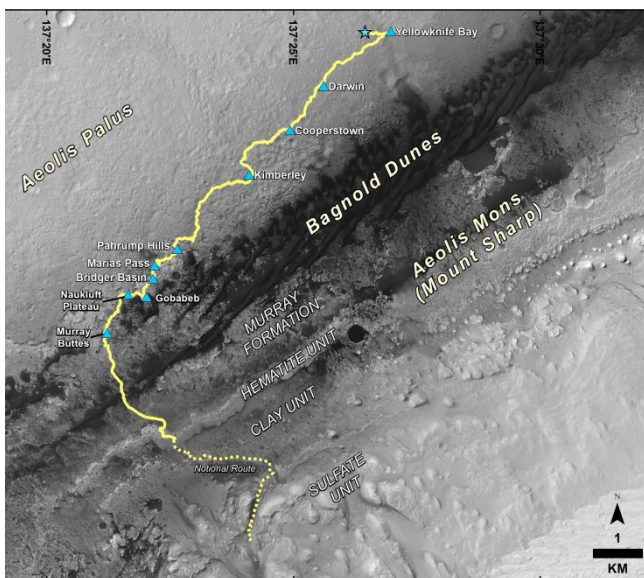 137°20'E
137°25'E
137°30'E
Yellowknife Bay
Darwin
Aeolis Palus
Cooperstown
Kimberley
Bagnold Dunes
Aeolis Mons
(Mount Sharp)
Pahrump Hills
Marias Pass
Bridger Basin
Naukluft
Plateau
Gobabeb
MURRAY
FORMATION
Murray
Buttes
HEMATITE UNIT
CLAY UNIT
Notional Route
SULFATE
UNIT
N
1
KM